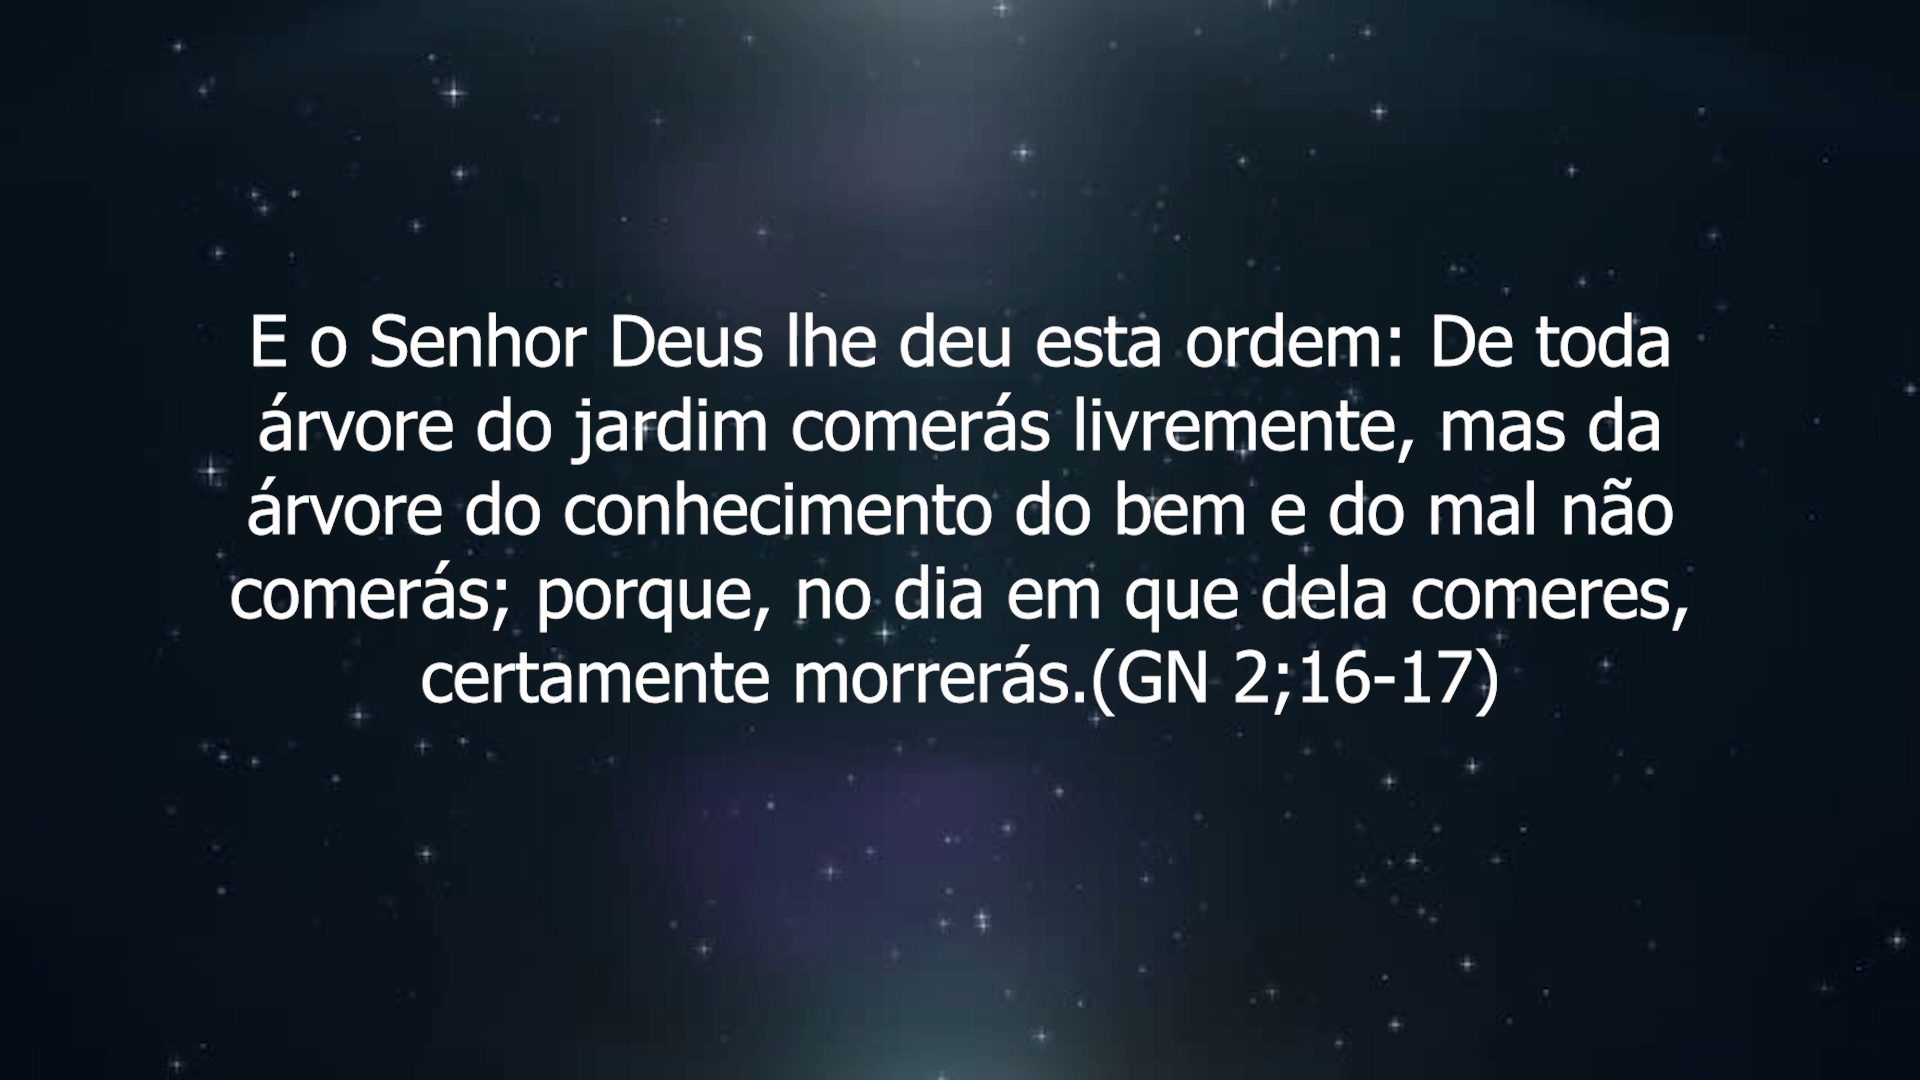 E o Senhor Deus lhe deu esta ordem: De toda
árvore do jardim comerás livremente, mas da
árvore do conhecimento do bem e do mal não
comerás; porque, no dia em que dela comeres,
certamente morrerás.(GN 2;16-17)